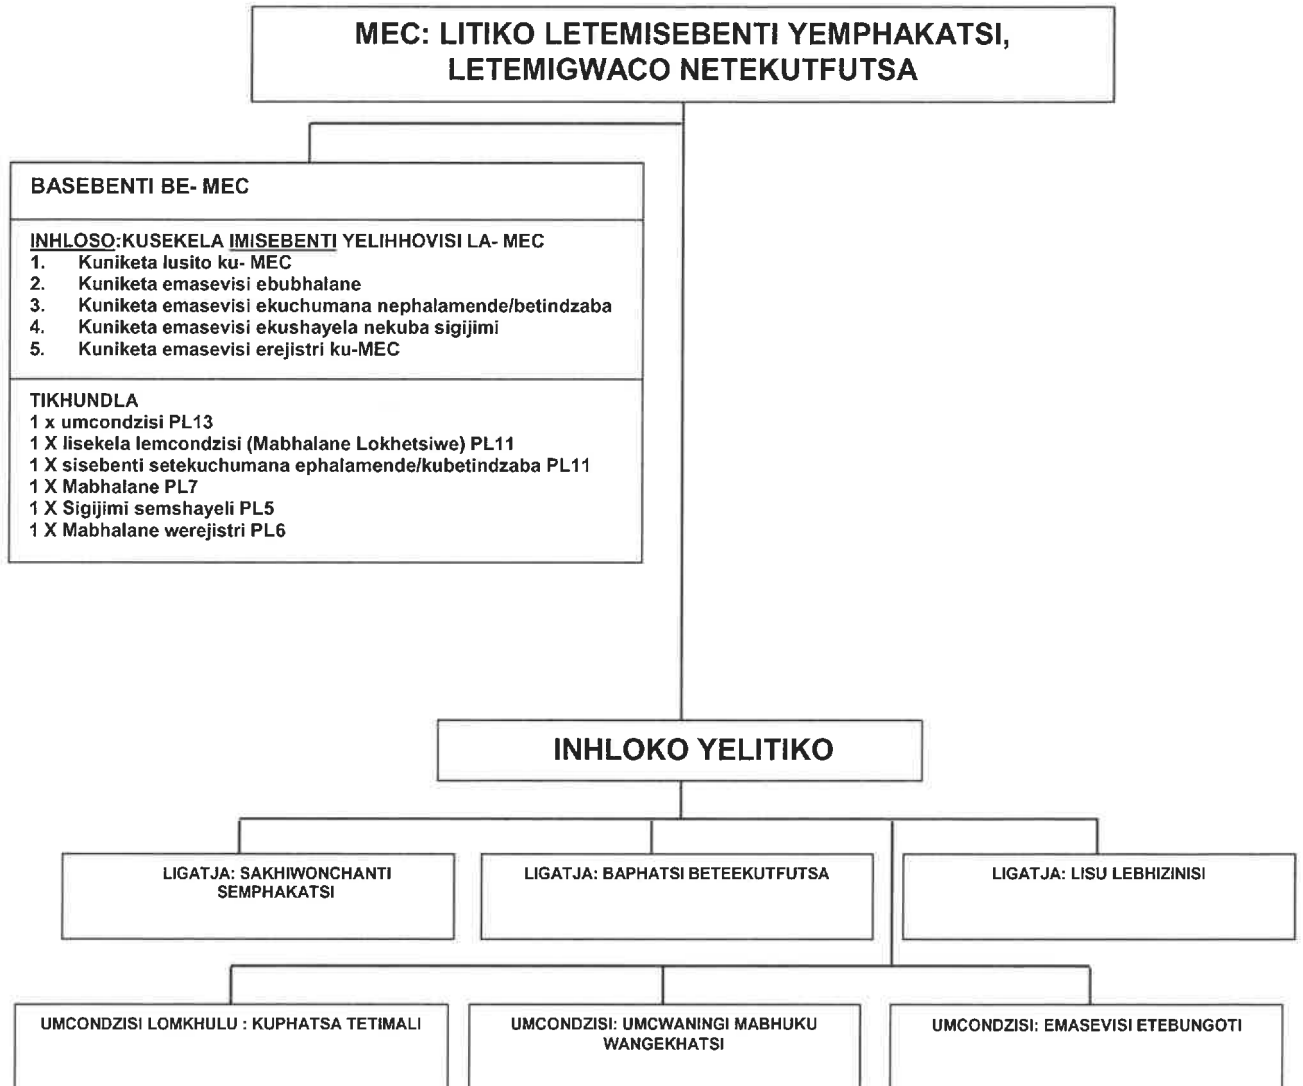 MEC: LITIKO LETEMISEBENTI YEMPHAKATSI,
LETEMIGWACO NETEKUTFUTSA
BASEBENTI BE- MEC
INHLOSO:KUSEKELA IMISEBENTI YELIHHOVISI LA- MEC
1. Kuniketa lusito ku- MEC
2. Kuniketa emasevisi ebubhalane
3. Kuniketa emasevisi ekuchumana nephalamende/betindzaba
4. Kuniketa emasevisi ekushayela nekuba sigijimi
5. Kuniketa emasevisi erejistri ku-MEC
TIKHUNDLA
1 x umcondzisi PL13
1 X lisekela lemcondzisi (Mabhalane Lokhetsiwe) PL11
1 X sisebenti setekuchumana ephalamende/kubetindzaba PL11
1 X Mabhalane PL7
1 X Sigijimi semshayeli PL5
1 X Mabhalane werejistri PL6
INHLOKO YELITIKO
LIGATJA: SAKHIWONCHANTI
SEMPHAKATSI
LIGATJA: BAPHATSI BETEEKUTFUTSA
LIGATJA: LISU LEBHIZINISI
UMCONDZISI LOMKHULU : KUPHATSA TETIMALI
UMCONDZISI: UMCWANINGI MABHUKU
WANGEKHATSI
UMCONDZISI: EMASEVISI ETEBUNGOTI